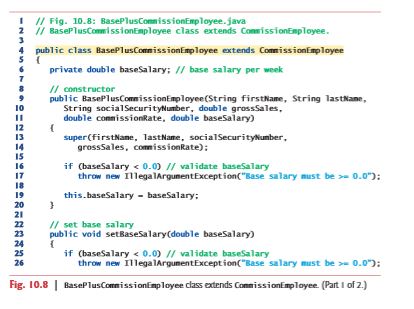 1 // Fig. 10.8: BasePlusCommissionEmployee.java
2 // BasePlusCommissionEmployee class extends CommissionEmployee.
3
4 public class BasePlusCommissionEmployee extends CommissionEmployee
5 {
6 private double baseSalary; // base salary per week
7
8 // constructor
9 public BasePlusCommissionEmployee(String firstName, String lastName,
10 String socialSecurityNumber, double grossSales,
11 double commissionRate, double baseSalary)
12 {
13 super(firstName, lastName, socialSecurityNumber,
14 grossSales, commissionRate);
15
16 if (baseSalary < 0.0) // validate baseSalary
17 throw new IllegalArgumentException("Base salary must be >= 0.0");
18
19 this.baseSalary = baseSalary;
20 }
21
22 // set base salary
23 public void setBaseSalary(double baseSalary)
24 {
25 if (baseSalary < 0.0) // validate baseSalary
26 throw new IllegalArgumentException("Base salary must be >= 0.0");
Fig. 10.8 | BasePlusCommissionEmployee class extends CommissionEmployee. (Part 1 of 2.)